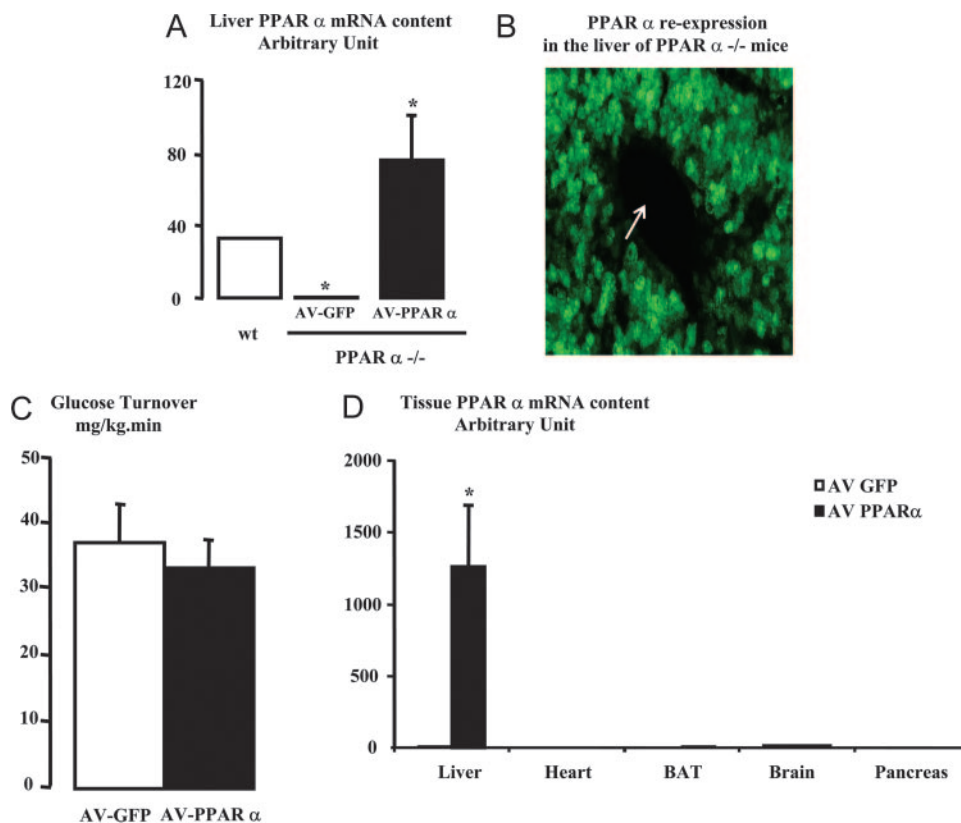 A
Liver PPAR α mRNA content
Arbitrary Unit
120
80
40
0
*
*
AV-GFP
AV-PPAR α
wt
PPAR α -/-
B
PPAR α re-expression
in the liver of PPAR α -/- mice
C
Glucose Turnover
mg/kg.min
50
40
30
20
10
0
AV-GFP
AV-PPAR α
D
Tissue PPAR α mRNA content
Arbitrary Unit
2000
1500
1000
500
0
*
AV GFP
AV PPARα
Liver
Heart
BAT
Brain
Pancreas